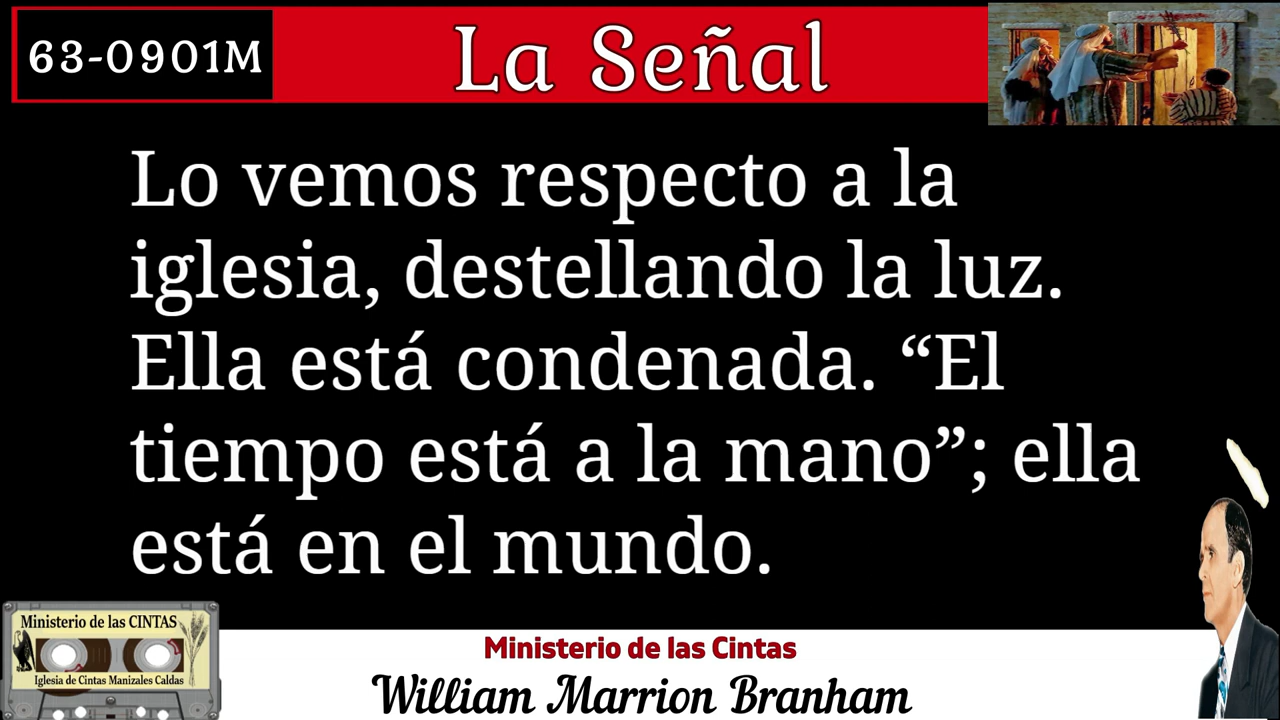 63-0901M
La Señal
Lo vemos respecto a la
iglesia, destellando la luz.
Ella está condenada. “El
tiempo está a la mano”; ella
está en el mundo.
Ministerio de las CINTAS
Iglesia de Cintas Manizales Caldas
Ministerio de las Cintas
William Marrion Branham